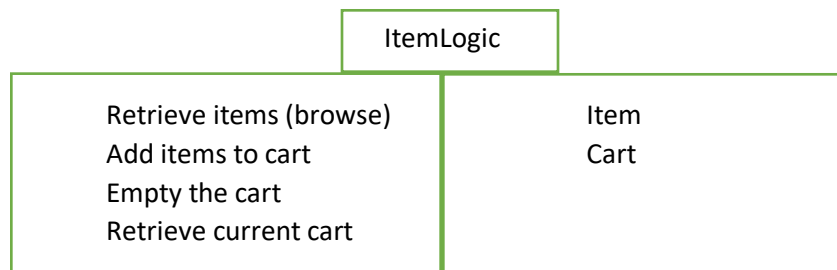 ItemLogic
Retrieve items (browse)
Add items to cart
Empty the cart
Retrieve current cart
Item
Cart